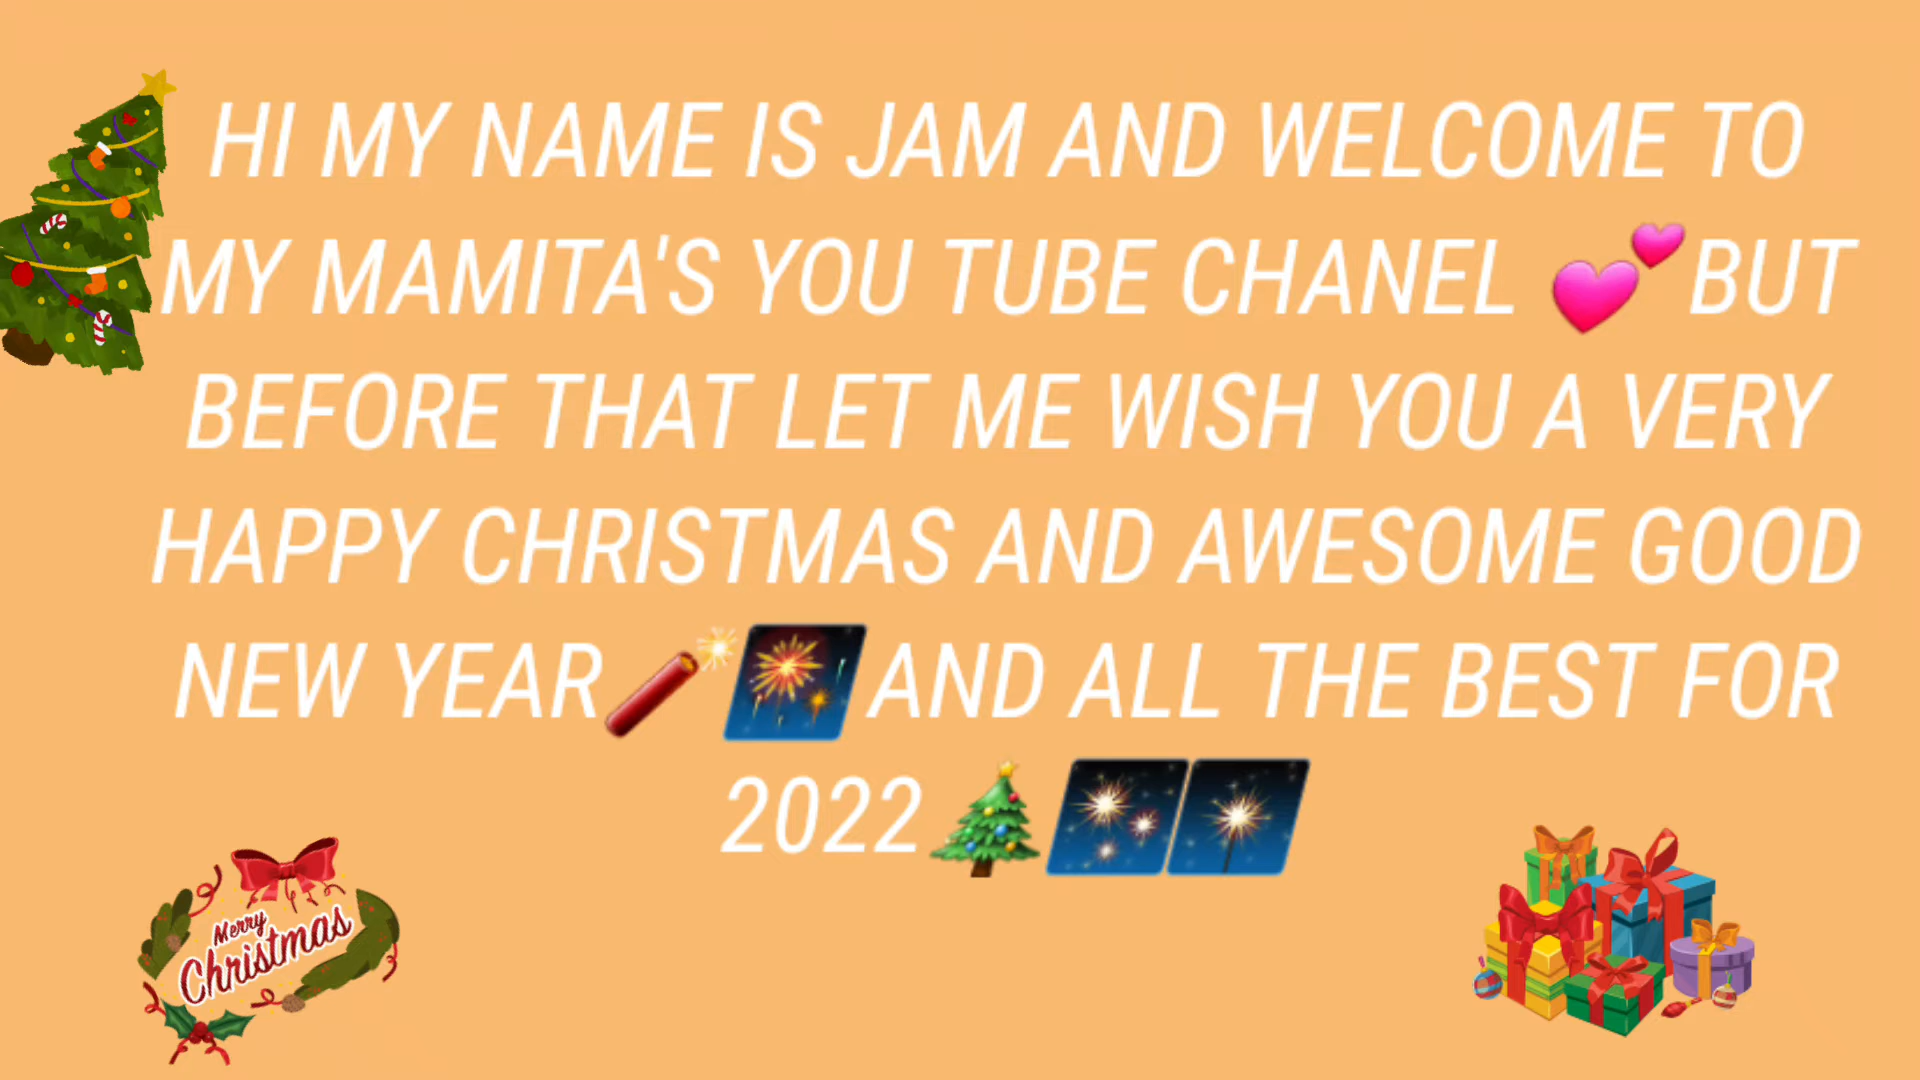 HI MY NAME IS JAM AND WELCOME TO
MY MAMITA'S YOU TUBE CHANEL 💕BUT
BEFORE THAT LET ME WISH YOU A VERY
HAPPY CHRISTMAS AND AWESOME GOOD
NEW YEAR🧨🎆AND ALL THE BEST FOR
2022🎄🎇🎇
Merry
Christmas